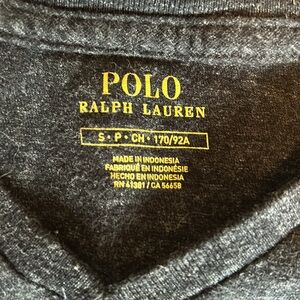 POLO
RALPH LAUREN
S • P • CH • 170/92A
MADE IN INDONESIA
FABRIQUÉ EN INDONÉSIE
HECHO EN INDONESIA
RN 41381 / CA 56658